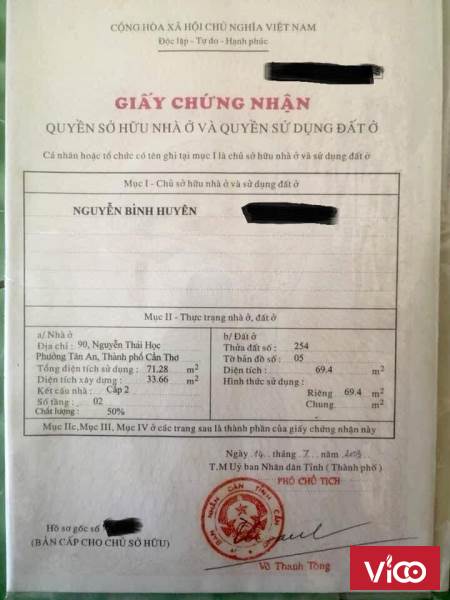 CỘNG HÒA XÃ HỘI CHỦ NGHĨA VIỆT NAM
Độc lập - Tự do - Hạnh phúc
GIẤY CHỨNG NHẬN
QUYỀN SỞ HỮU NHÀ Ở VÀ QUYỀN SỬ DỤNG ĐẤT Ở
Cá nhân hoặc tổ chức có tên ghi tại mục I là chủ sở hữu nhà ở và sử dụng đất ở
Mục I - Chủ sở hữu nhà ở và sử dụng đất ở
NGUYỄN BỈNH HUYÊN
Mục II - Thực trạng nhà ở, đất ở
a/ Nhà ở
Địa chỉ : 90, Nguyễn Thái Học
Phường Tân An, Thành phố Cần Thơ
Tổng diện tích sử dụng: 71.28 m2
Diện tích xây dựng: 33.66 m2
Kết cấu nhà : Cấp 2
Số tầng : 02
Chất lượng : 50%
b/ Đất ở
Thửa đất số : 254
Tờ bản đồ số : 05
Diện tích : 69.4 m2
Hình thức sử dụng :
Riêng 69.4 m2
Chung m2
Mục IIc, Mục III, Mục IV ở các trang sau là thành phần của giấy chứng nhận này
Ngày 14 tháng 7 năm 2003
T.M Uỷ ban Nhân dân Tỉnh ( Thành phố )
PHÓ CHỦ TỊCH
BAN NHÂN DÂN TỈNH CẦN
Võ Thanh Tòng
Hồ sơ gốc số
(BẢN CẤP CHO CHỦ SỞ HỮU)
Vicoo